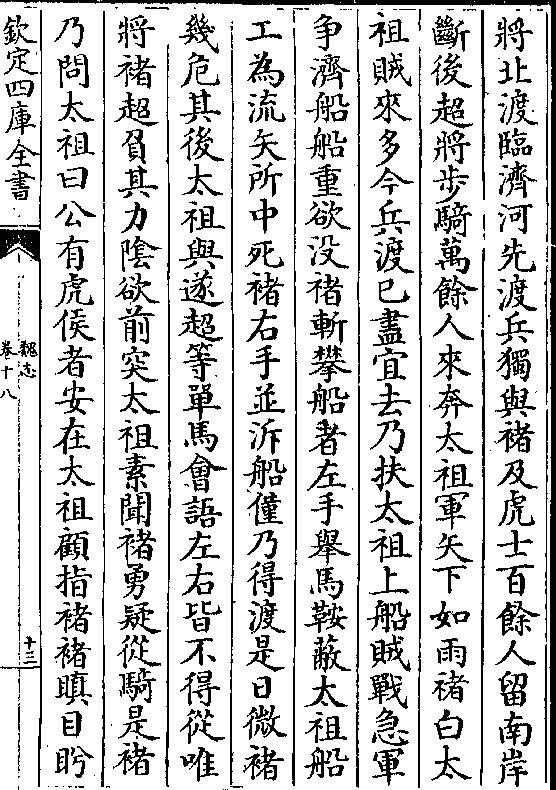 將北渡臨濟河先渡兵獨與褚及虎士百餘人留南岸
斷後超將步騎萬餘人來奔太祖軍矢下如雨褚白太
祖賊來多今兵渡已盡宜去乃扶太祖上船賊戰急軍
争濟船船重欲没褚斬攀船者左手舉馬鞍蔽太祖船
工為流矢所中死褚右手並泝船僅乃得渡是日微褚
幾危其後太祖與遂超等單馬會語左右皆不得從唯
將褚超負其力陰欲前突太祖素聞褚勇疑從騎是褚
乃問太祖曰公有虎侯者安在太祖顧指褚褚瞋目盻
欽定四庫全書
魏志
卷十八
十三